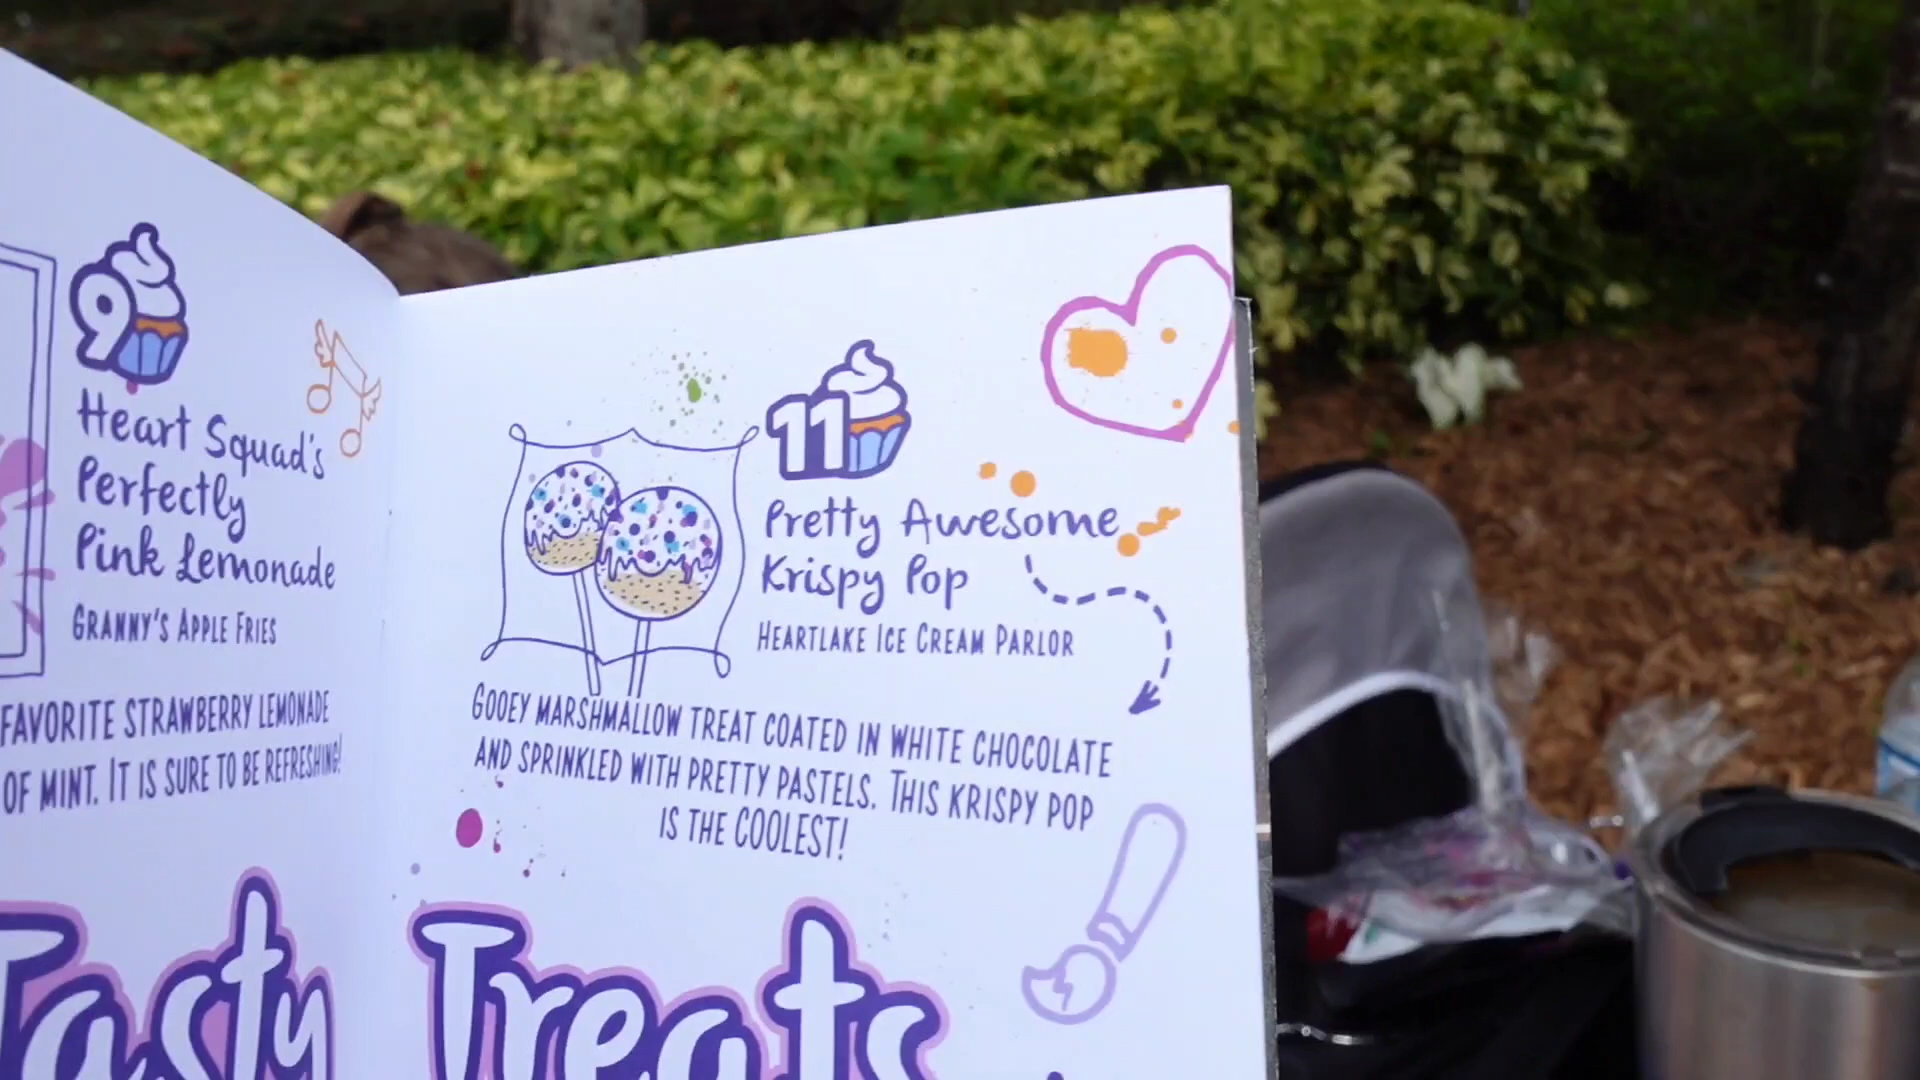 9
Heart Squad's
Perfectly
Pink Lemonade
GRANNY'S APPLE FRIES
FAVORITE STRAWBERRY LEMONADE
OF MINT. IT IS SURE TO BE REFRESHING!
11
Pretty Awesome
Krispy Pop
HEARTLAKE ICE CREAM PARLOR
GOOEY MARSHMALLOW TREAT COATED IN WHITE CHOCOLATE
AND SPRINKLED WITH PRETTY PASTELS. THIS KRISPY POP
IS THE COOLEST!
Tasty Treats